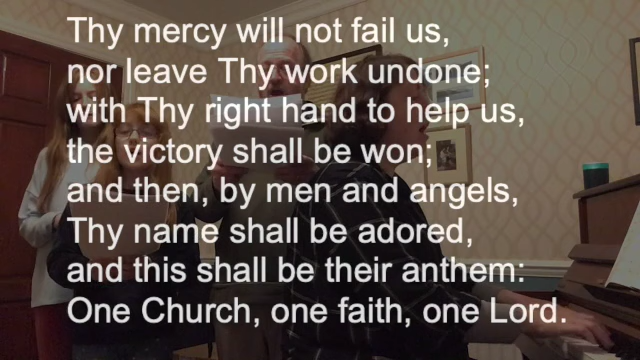 Thy mercy will not fail us,
nor leave Thy work undone;
with Thy right hand to help us,
the victory shall be won;
and then, by men and angels,
Thy name shall be adored,
and this shall be their anthem:
One Church, one faith, one Lord.